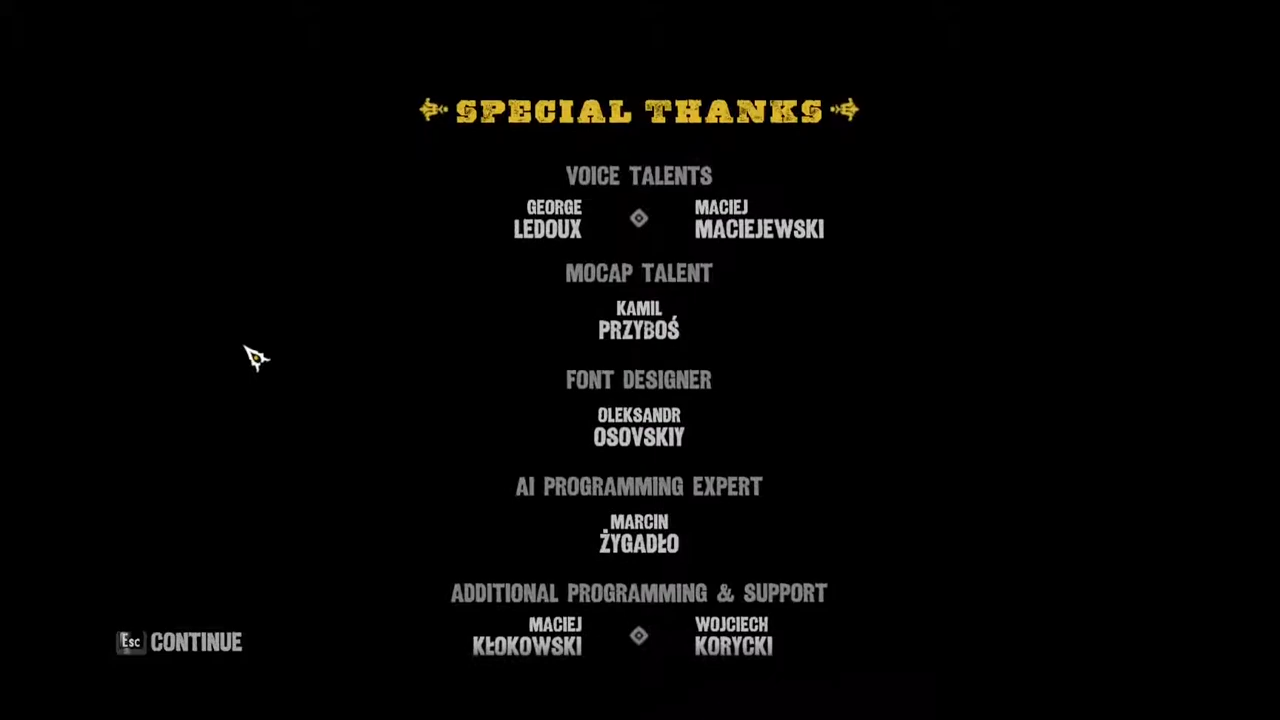 SPECIAL THANKS
VOICE TALENTS
GEORGE LEDOUX
MACIEJ MACIEJEWSKI
MOCAP TALENT
KAMIL
PRZYBOŚ
FONT DESIGNER
OLEKSANDR
OSOVSKIY
AI PROGRAMMING EXPERT
MARCIN
ŻYGADŁO
ADDITIONAL PROGRAMMING & SUPPORT
MACIEJ KŁOKOWSKI
WOJCIECH KORYCKI
Esc CONTINUE